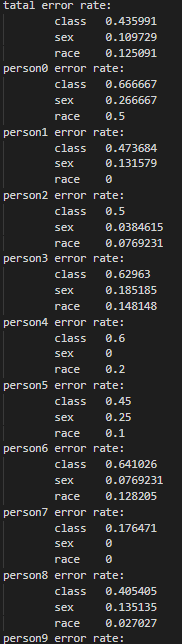 tatal error rate:
class 0.435991
sex 0.109729
race 0.125091
person0 error rate:
class 0.666667
sex 0.266667
race 0.5
person1 error rate:
class 0.473684
sex 0.131579
race 0
person2 error rate:
class 0.5
sex 0.0384615
race 0.0769231
person3 error rate:
class 0.62963
sex 0.185185
race 0.148148
person4 error rate:
class 0.6
sex 0
race 0.2
person5 error rate:
class 0.45
sex 0.25
race 0.1
person6 error rate:
class 0.641026
sex 0.0769231
race 0.128205
person7 error rate:
class 0.176471
sex 0
race 0
person8 error rate:
class 0.405405
sex 0.135135
race 0.027027
person9 error rate: